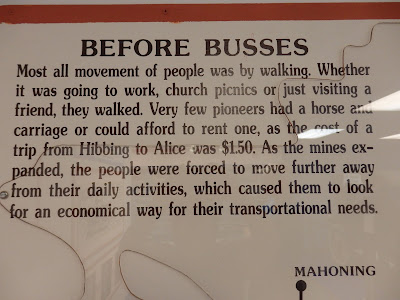 BEFORE BUSSES
Most all movement of people was by walking. Whether
it was going to work, church picnics or just visiting a
friend, they walked. Very few pioneers had a horse and
carriage or could afford to rent one, as the cost of a
trip from Hibbing to Alice was $1.50. As the mines ex-
panded, the people were forced to move further away
from their daily activities, which caused them to look
for an economical way for their transportational needs.
MAHONING